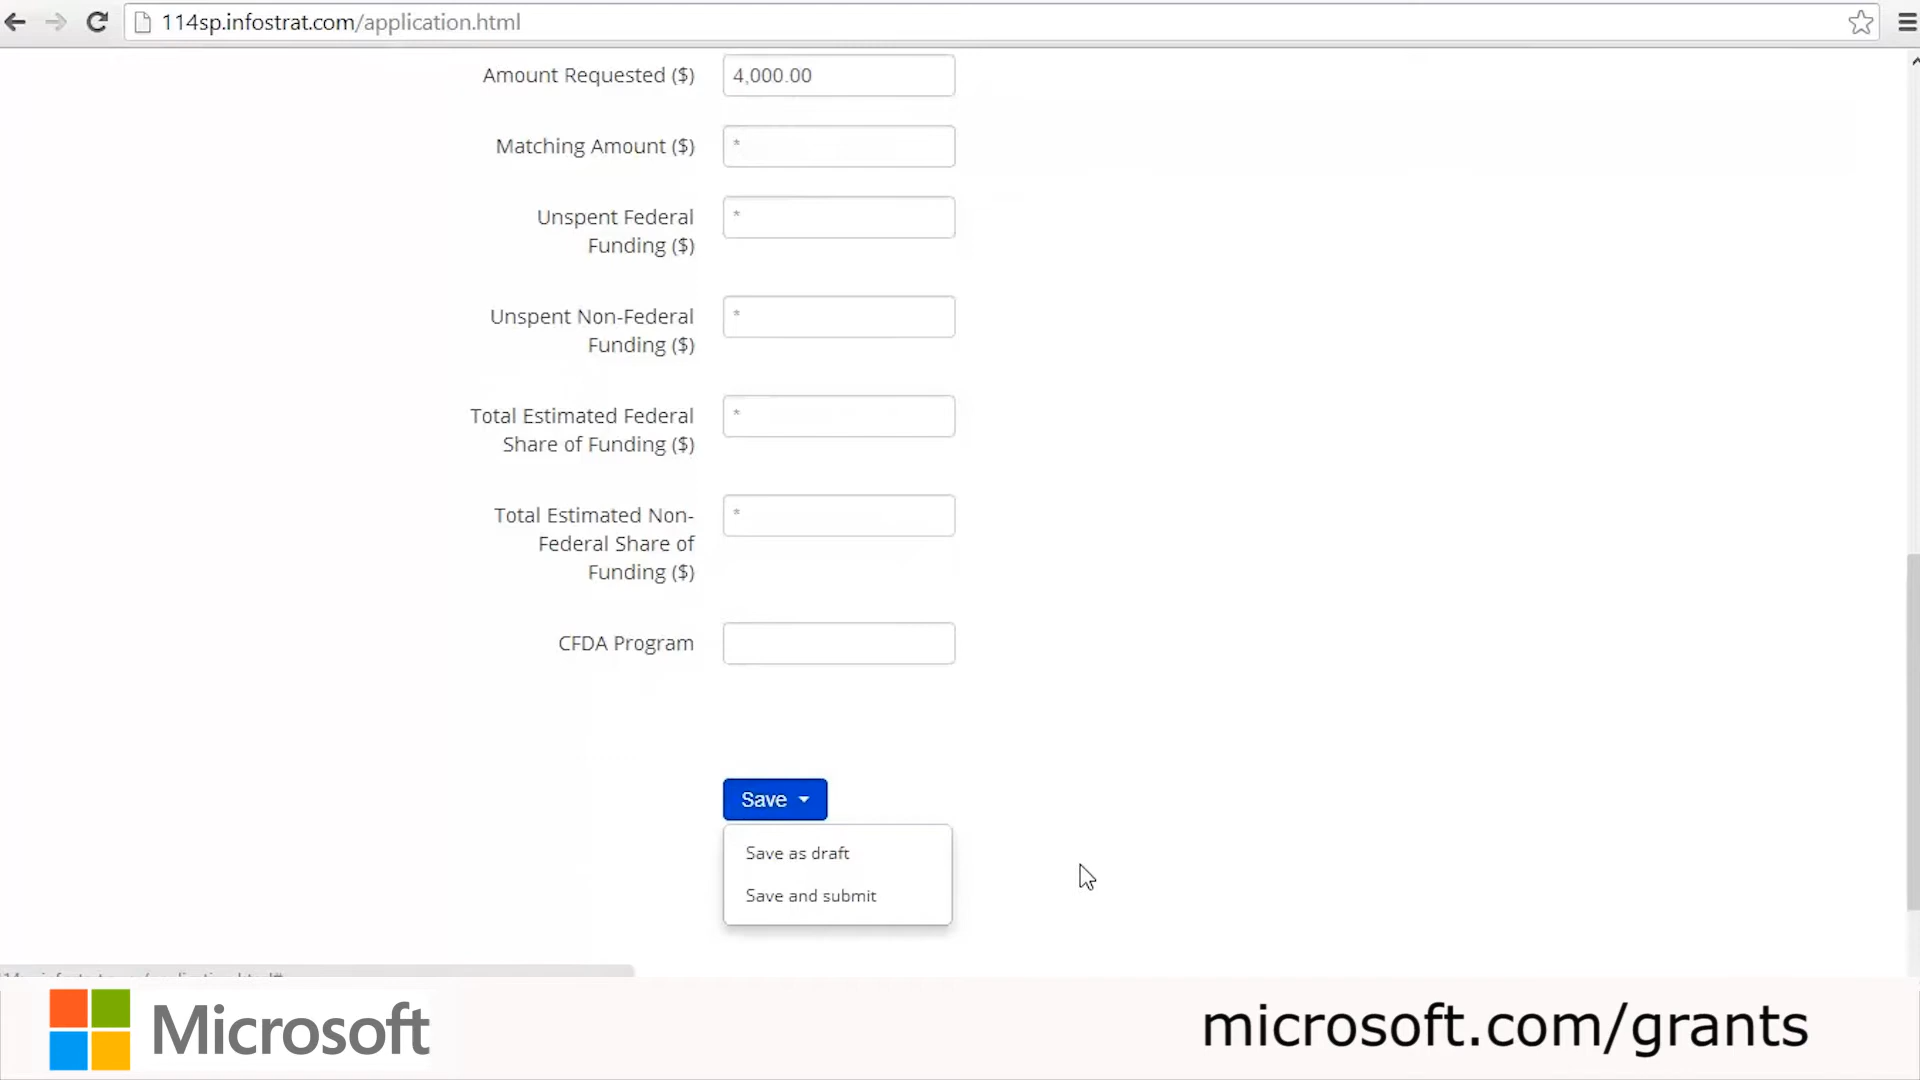 114sp.infostrat.com/application.html
Amount Requested ($)
4,000.00
Matching Amount ($)
*
Unspent Federal
Funding ($)
*
Unspent Non-Federal
Funding ($)
*
Total Estimated Federal
Share of Funding ($)
*
Total Estimated Non-
Federal Share of
Funding ($)
*
CFDA Program
Save
Save as draft
Save and submit
Microsoft
microsoft.com/grants